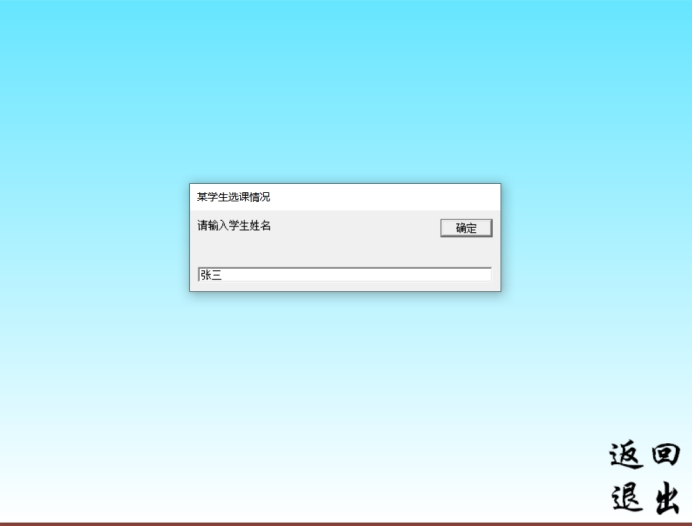 某学生选课情况
请输入学生姓名
确定
张三
返回
退出